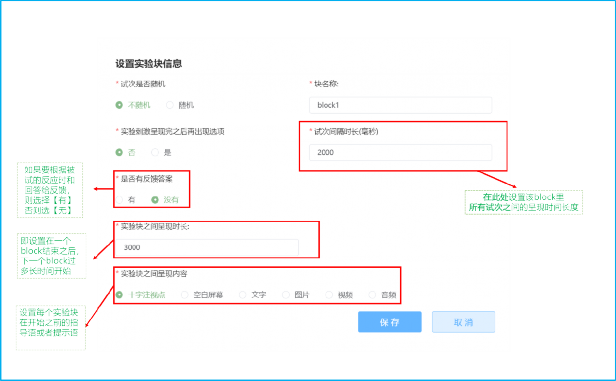 设置实验块信息
* 试次是否随机
不随机
随机
* 块名称:
block1
* 实验刺激呈现完之后再出现选项
否
是
* 试次间隔时长(毫秒)
2000
* 是否有反馈答案
有
没有
* 实验块之间呈现时长:
3000
* 实验块之间呈现内容
十字注视点
空白屏幕
文字
图片
视频
音频
保 存
取 消
如果要根据被
试的反应时和
回答给反馈,
则选择【有】
否则选【无】
即设置在一个
block结束之后,
下一个block过
多长时间开始
设置每个实验块
在开始之前的指
导语或者提示语
在此处设置该block里
所有试次之间的呈现时间长度